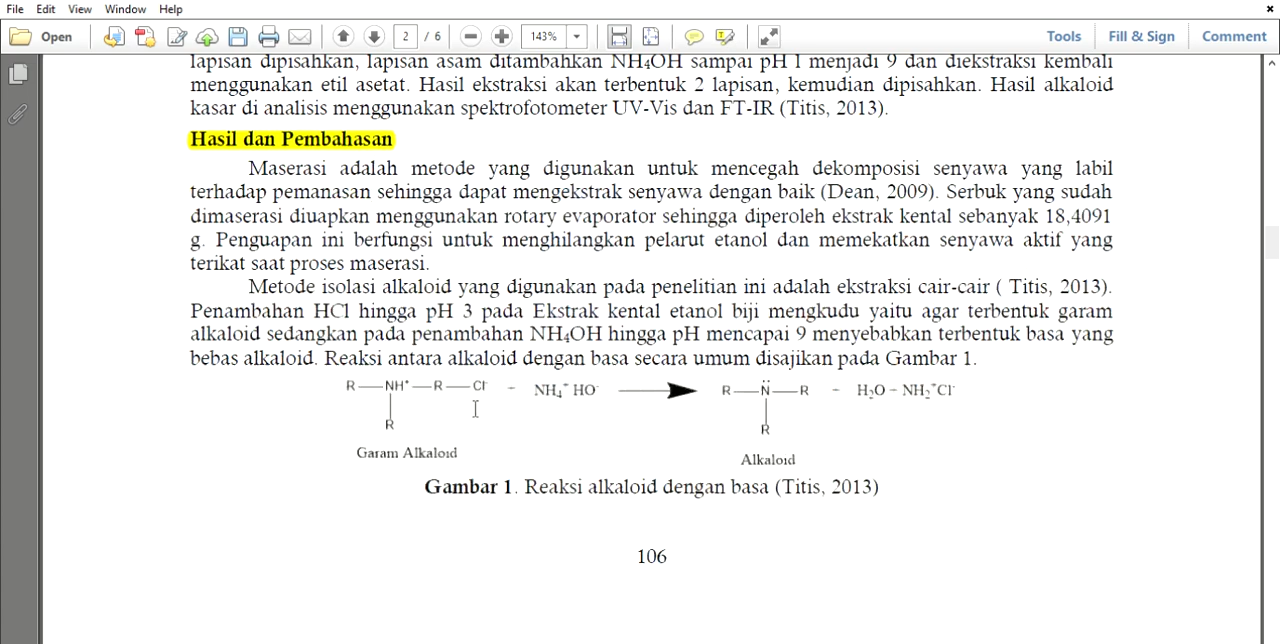 File Edit View Window Help
Open 2 / 6 143% Tools Fill & Sign Comment
lapisan dipisahkan, lapisan asam ditambahkan NH₄OH sampai pH 1 menjadi 9 dan diekstraksi kembali
menggunakan etil asetat. Hasil ekstraksi akan terbentuk 2 lapisan, kemudian dipisahkan. Hasil alkaloid
kasar di analisis menggunakan spektrofotometer UV-Vis dan FT-IR (Titis, 2013).
Hasil dan Pembahasan
Maserasi adalah metode yang digunakan untuk mencegah dekomposisi senyawa yang labil
terhadap pemanasan sehingga dapat mengekstrak senyawa dengan baik (Dean, 2009). Serbuk yang sudah
dimaserasi diuapkan menggunakan rotary evaporator sehingga diperoleh ekstrak kental sebanyak 18,4091
g. Penguapan ini berfungsi untuk menghilangkan pelarut etanol dan memekatkan senyawa aktif yang
terikat saat proses maserasi.
Metode isolasi alkaloid yang digunakan pada penelitian ini adalah ekstraksi cair-cair ( Titis, 2013).
Penambahan HCl hingga pH 3 pada Ekstrak kental etanol biji mengkudu yaitu agar terbentuk garam
alkaloid sedangkan pada penambahan NH₄OH hingga pH mencapai 9 menyebabkan terbentuk basa yang
bebas alkaloid. Reaksi antara alkaloid dengan basa secara umum disajikan pada Gambar 1.
R—NH⁺—R—Cl⁻ - NH₄⁺ HO⁻ R—N̈—R - H₂O - NH₂⁺Cl⁻
R R
Garam Alkaloid Alkaloid
Gambar 1. Reaksi alkaloid dengan basa (Titis, 2013)
106